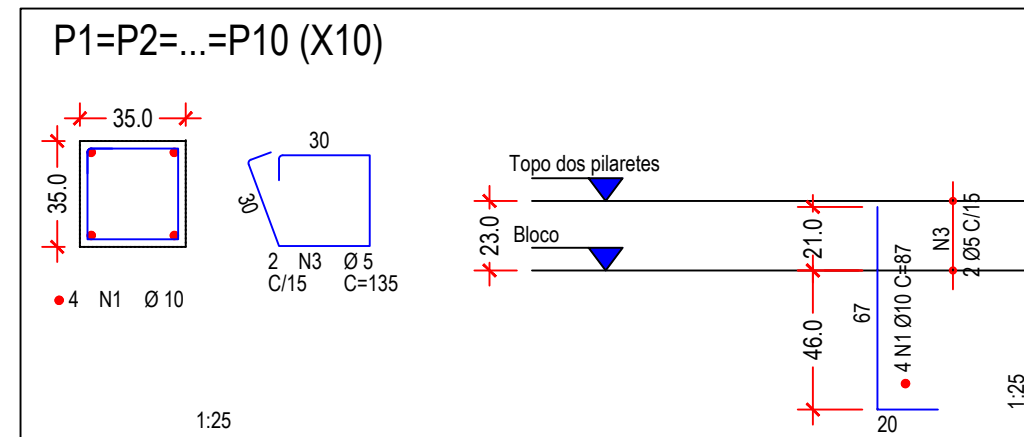 P1=P2=...=P10 (X10)
35.0
35.0
30
30
2 N3 Ø 5
C/15 C=135
4 N1 Ø 10
1:25
Topo dos pilaretes
23.0
Bloco
21.0
46.0
67
4 N1 Ø10 C=87
20
N3
2 Ø5 C/15
1:25